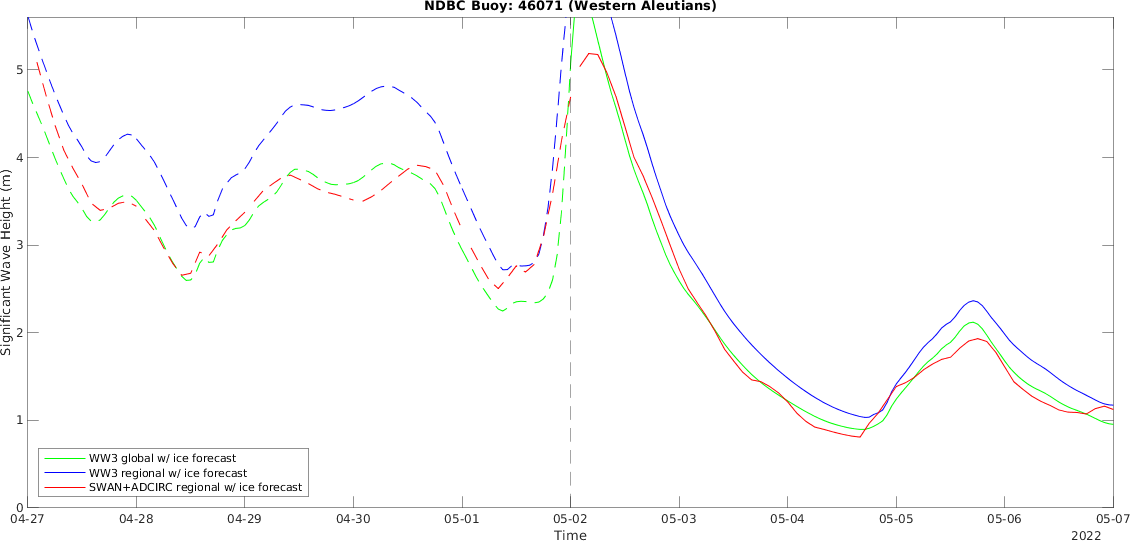 NDBC Buoy: 46071 (Western Aleutians)
Significant Wave Height (m)
5
4
3
2
1
0
WW3 global w/ ice forecast
WW3 regional w/ ice forecast
SWAN+ADCIRC regional w/ ice forecast
04-27 04-28 04-29 04-30 05-01 05-02 05-03 05-04 05-05 05-06 05-07
Time
2022